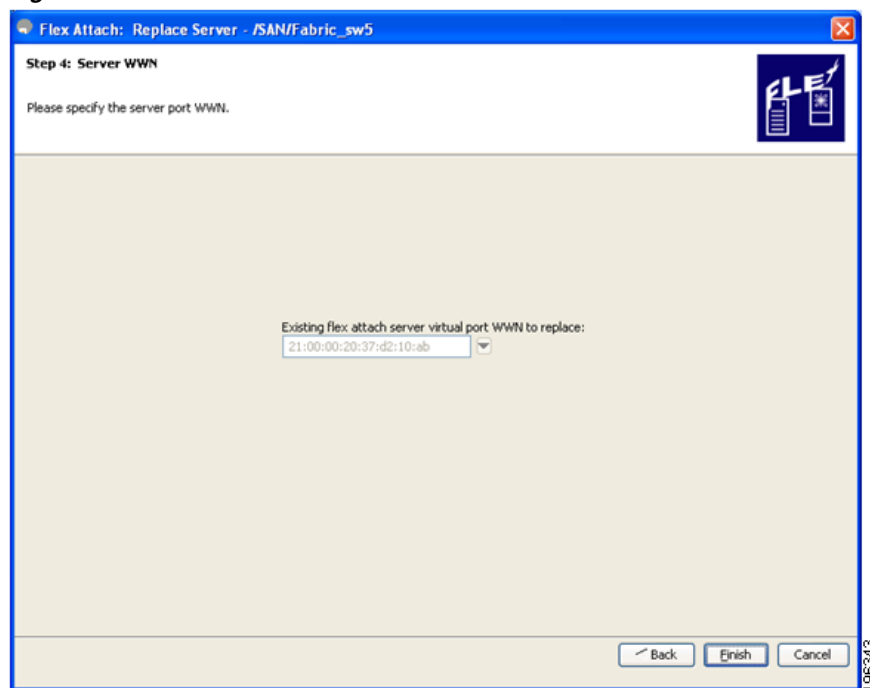 Flex Attach: Replace Server - /SAN/Fabric_sw5
Step 4: Server WWN
Please specify the server port WWN.
FLEX
Existing flex attach server virtual port WWN to replace:
21:00:00:20:37:d2:10:ab
Back
Finish
Cancel